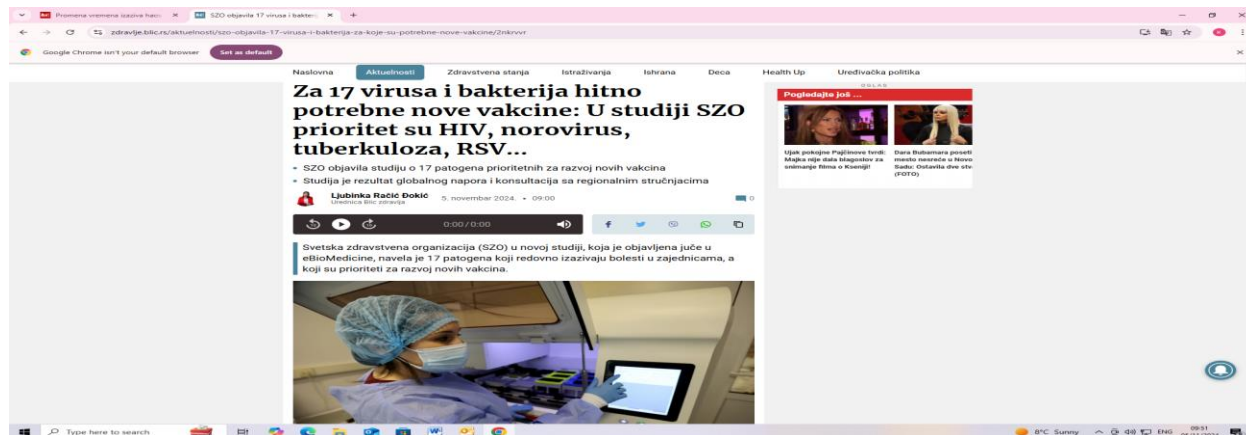 Promena vremena izaziva
SZO objavila 17 virusa i bakter
zdravlje.blic.rs/aktuelnosti/szo-objavila-17-virusa-i-bakterija-za-koje-su-potrebne-nove-vakcine/2nkrvvr
Google Chrome isn't your default browser
Set as default
Naslovna Aktuelnosti Zdravstvena stanja Istraživanja Ishrana Deca Health Up Uređivačka politika
Za 17 virusa i bakterija hitno
potrebne nove vakcine: U studiji SZO
prioritet su HIV, norovirus,
tuberkuloza, RSV...
SZO objavila studiju o 17 patogena prioritetnih za razvoj novih vakcina
Studija je rezultat globalnog napora i konsultacija sa regionalnim stručnjacima
Ljubinka Račić Đokić
Urednica Blic zdravlja
5. novembar 2024. • 09:00
0
0:00 / 0:00
Svetska zdravstvena organizacija (SZO) u novoj studiji, koja je objavljena juče u
eBioMedicine, navela je 17 patogena koji redovno izazivaju bolesti u zajednicama, a
koji su prioriteti za razvoj novih vakcina.
OGLAS
Pogledajte još ...
Ujak pokojne Pajčinove tvrdi:
Majka nije dala blagoslov za
snimanje filma o Kseniji!
Dara Bubamara poseti
mesto nesreće u Novo
Sadu: Ostavila dve stv
(FOTO)
Type here to search
8°C Sunny
ENG
09:51